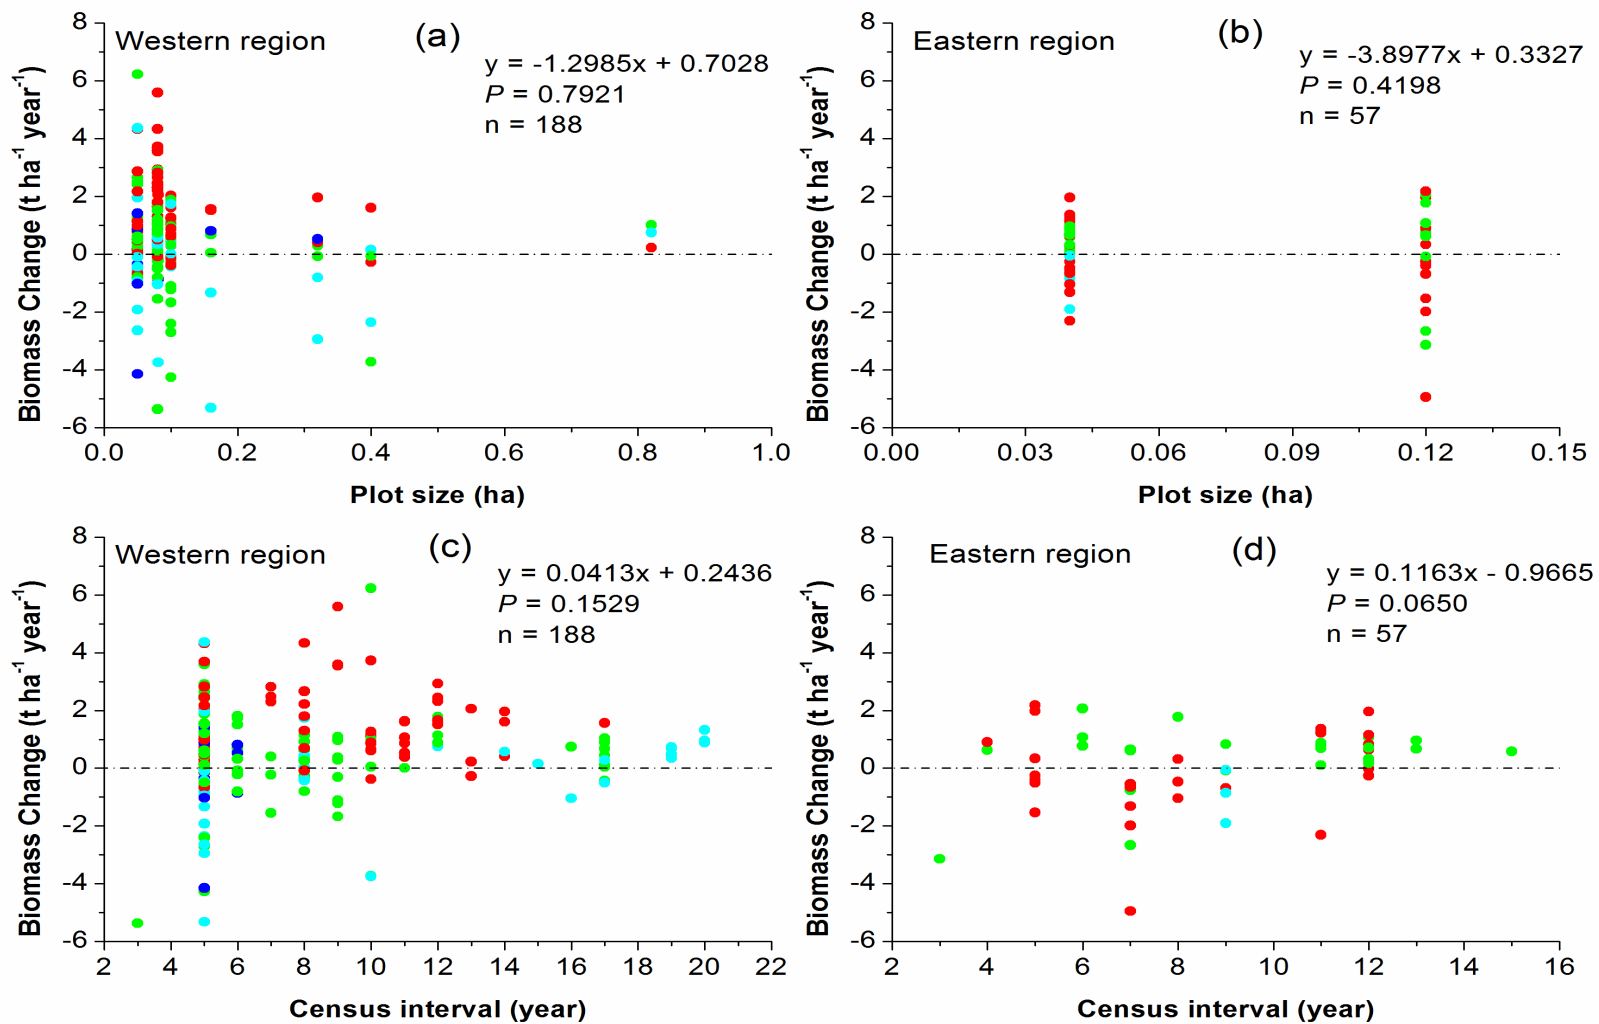 Western region
(a)
y = -1.2985x + 0.7028
P = 0.7921
n = 188
8
6
4
2
0
-2
-4
-6
Biomass Change (t ha⁻¹ year⁻¹)
0.0 0.2 0.4 0.6 0.8 1.0
Plot size (ha)
Eastern region
(b)
y = -3.8977x + 0.3327
P = 0.4198
n = 57
8
6
4
2
0
-2
-4
-6
Biomass Change (t ha⁻¹ year⁻¹)
0.00 0.03 0.06 0.09 0.12 0.15
Plot size (ha)
Western region
(c)
y = 0.0413x + 0.2436
P = 0.1529
n = 188
8
6
4
2
0
-2
-4
-6
Biomass Change (t ha⁻¹ year⁻¹)
2 4 6 8 10 12 14 16 18 20 22
Census interval (year)
Eastern region
(d)
y = 0.1163x - 0.9665
P = 0.0650
n = 57
8
6
4
2
0
-2
-4
-6
Biomass Change (t ha⁻¹ year⁻¹)
4 6 8 10 12 14 16
Census interval (year)